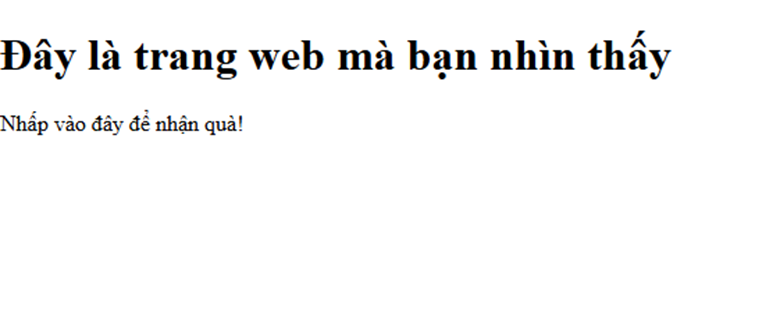 Đây là trang web mà bạn nhìn thấy
Nhấp vào đây để nhận quà!